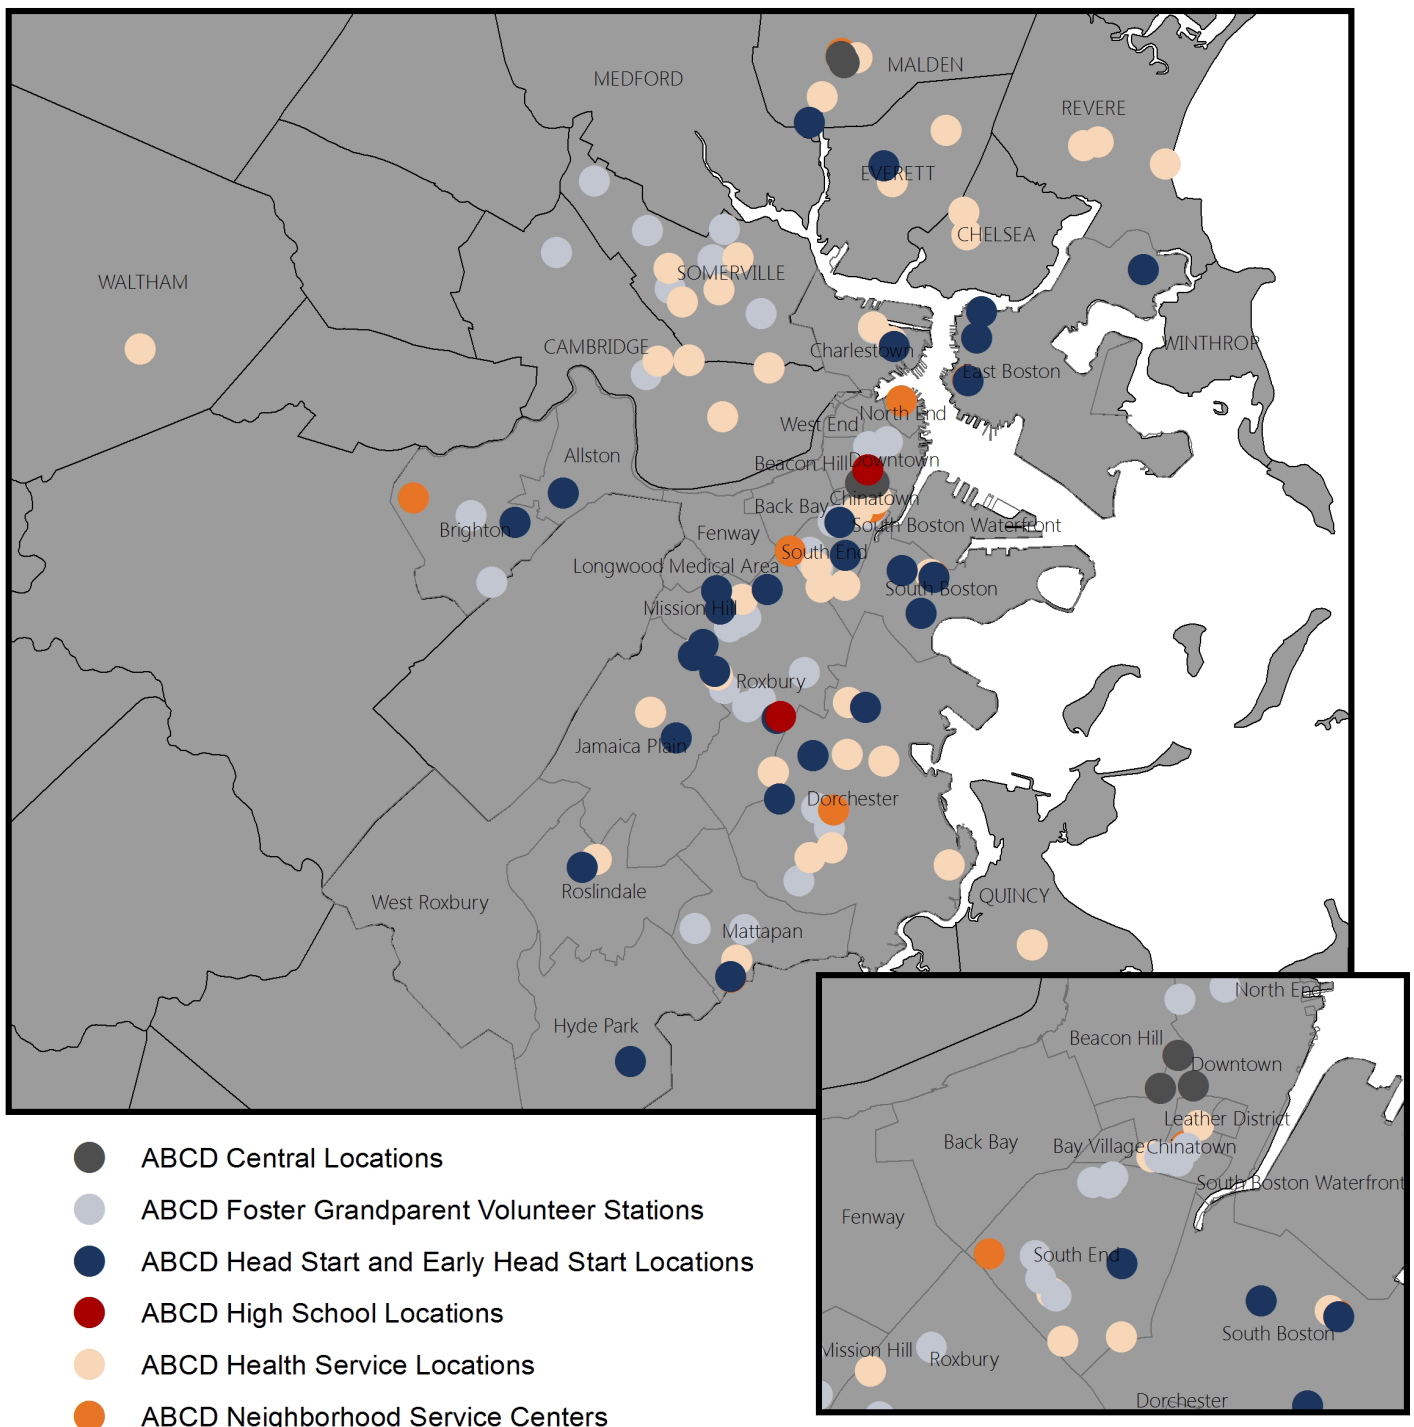 MEDFORD
MALDEN
REVERE
EVERETT
CHELSEA
WALTHAM
SOMERVILLE
CAMBRIDGE
Charlestown
WINTHROP
East Boston
North End
West End
Allston
Beacon Hill
Downtown
Back Bay
Chinatown
Brighton
Fenway
South Boston Waterfront
South End
Longwood Medical Area
South Boston
Mission Hill
Roxbury
Jamaica Plain
Dorchester
Roslindale
West Roxbury
QUINCY
Mattapan
Hyde Park
North End
Beacon Hill
Downtown
Leather District
Back Bay
Bay Village
Chinatown
South Boston Waterfront
Fenway
South End
South Boston
Mission Hill
Roxbury
Dorchester
ABCD Central Locations
ABCD Foster Grandparent Volunteer Stations
ABCD Head Start and Early Head Start Locations
ABCD High School Locations
ABCD Health Service Locations
ABCD Neighborhood Service Centers